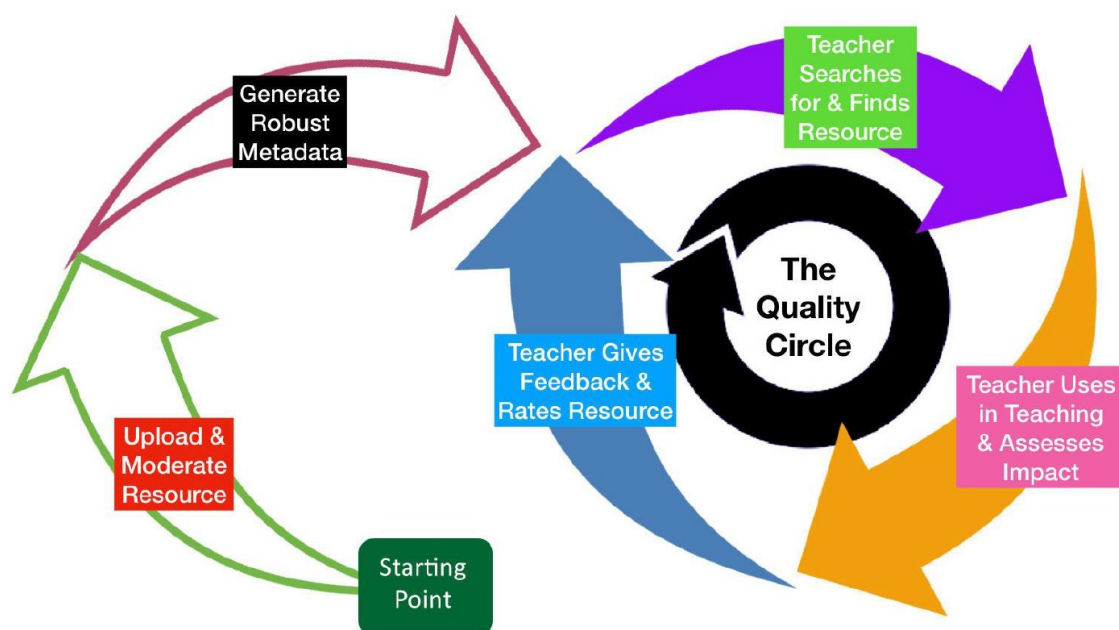 Starting
Point
Upload &
Moderate
Resource
Generate
Robust
Metadata
Teacher
Searches
for & Finds
Resource
Teacher Uses
in Teaching
& Assesses
Impact
Teacher Gives
Feedback &
Rates Resource
The
Quality
Circle